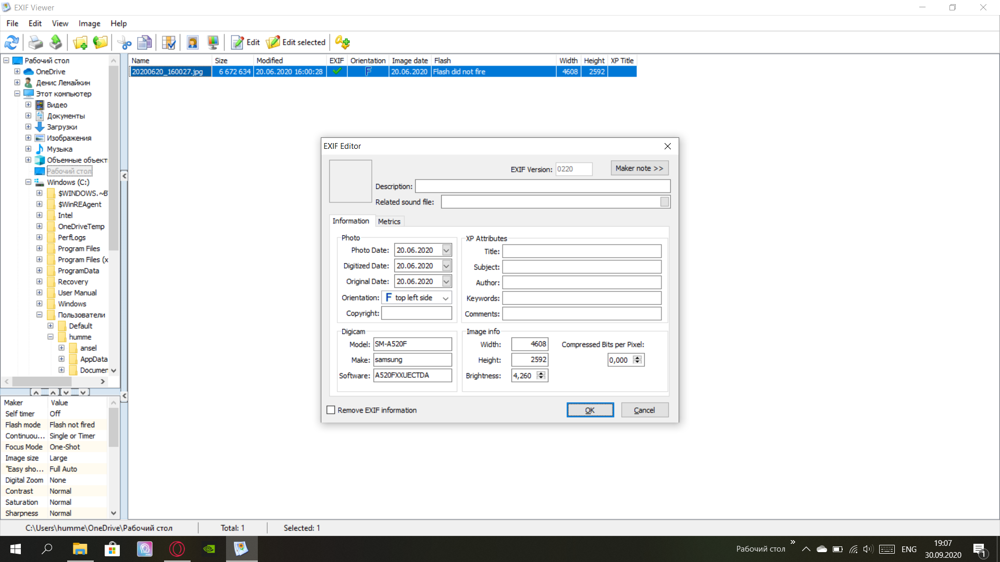 EXIF Viewer
File Edit View Image Help
Edit Edit selected
Рабочий стол
OneDrive
Денис Лемайкин
Этот компьютер
Видео
Документы
Загрузки
Изображения
Музыка
Объемные объект
Рабочий стол
Windows (C:)
$WINDOWS.~B
$WinREAgent
Intel
OneDriveTemp
PerfLogs
Program Files
Program Files (x
ProgramData
Recovery
User Manual
Windows
Пользователи
Default
humme
ansel
AppData
Documen
Maker Value
Self timer Off
Flash mode Flash not fired
Continuou... Single or Timer
Focus Mode One-Shot
Image size Large
"Easy sho... Full Auto
Digital Zoom None
Contrast Normal
Saturation Normal
Sharpness Normal
Name Size Modified EXIF Orientation Image date Flash Width Height XP Title
20200620_160027.jpg 6 672 634 20.06.2020 16:00:28 F 20.06.2020 Flash did not fire 4608 2592
EXIF Editor
EXIF Version: 0220 Maker note >>
Description:
Related sound file:
Information Metrics
Photo
Photo Date: 20.06.2020
Digitized Date: 20.06.2020
Original Date: 20.06.2020
Orientation: F top left side
Copyright:
XP Attributes
Title:
Subject:
Author:
Keywords:
Comments:
Digicam
Model: SM-A520F
Make: samsung
Software: A520FXXUECTDA
Image info
Width: 4608 Compressed Bits per Pixel:
Height: 2592 0,000
Brightness: 4,260
Remove EXIF information OK Cancel
C:\Users\humme\OneDrive\Рабочий стол Total: 1 Selected: 1
Рабочий стол ENG 19:07
30.09.2020
1